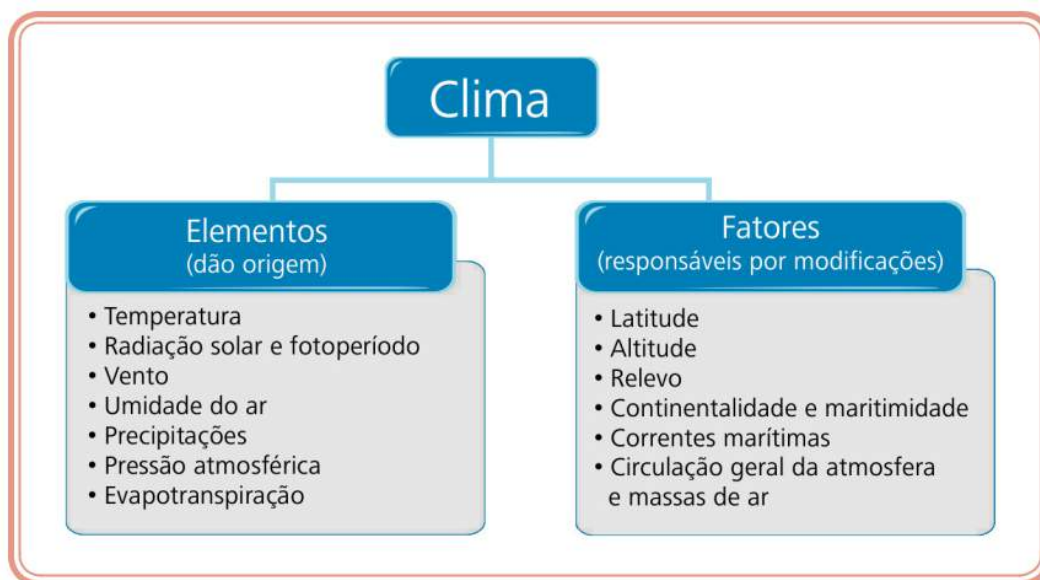 Clima
Elementos
(dão origem)
• Temperatura
• Radiação solar e fotoperíodo
• Vento
• Umidade do ar
• Precipitações
• Pressão atmosférica
• Evapotranspiração
Fatores
(responsáveis por modificações)
• Latitude
• Altitude
• Relevo
• Continentalidade e maritimidade
• Correntes marítimas
• Circulação geral da atmosfera
e massas de ar